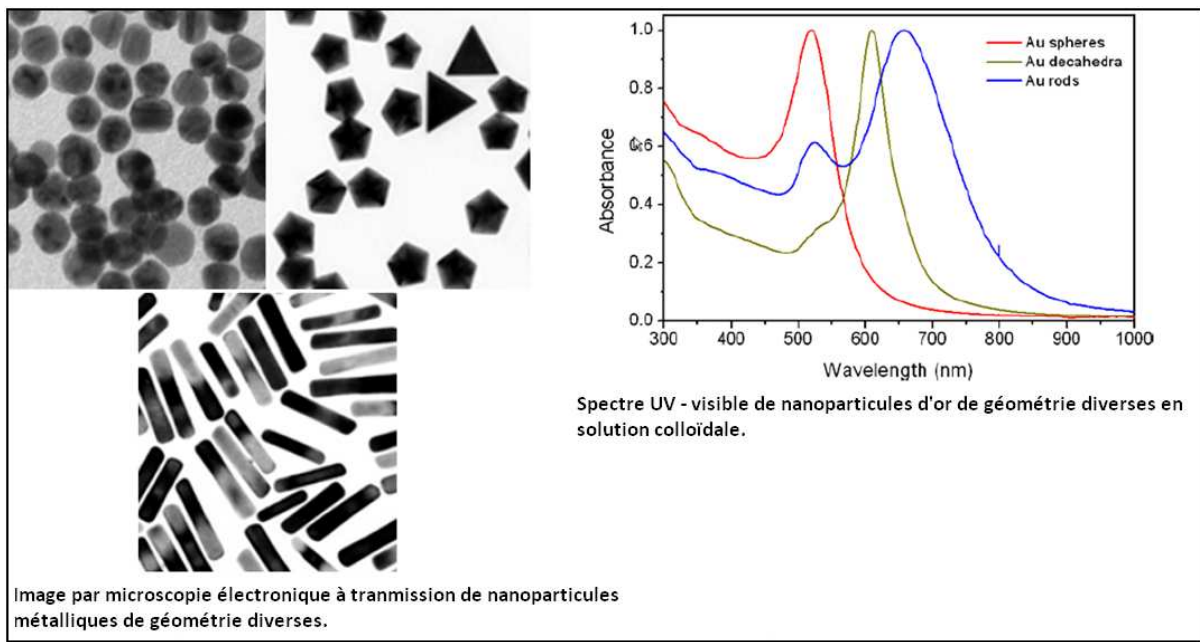 1.0
0.8
0.6
0.4
0.2
0.0
Absorbance
Au spheres
Au decahedra
Au rods
300 400 500 600 700 800 900 1000
Wavelength (nm)
Spectre UV - visible de nanoparticules d'or de géométrie diverses en
solution colloïdale.
Image par microscopie électronique à tranmission de nanoparticules
métalliques de géométrie diverses.